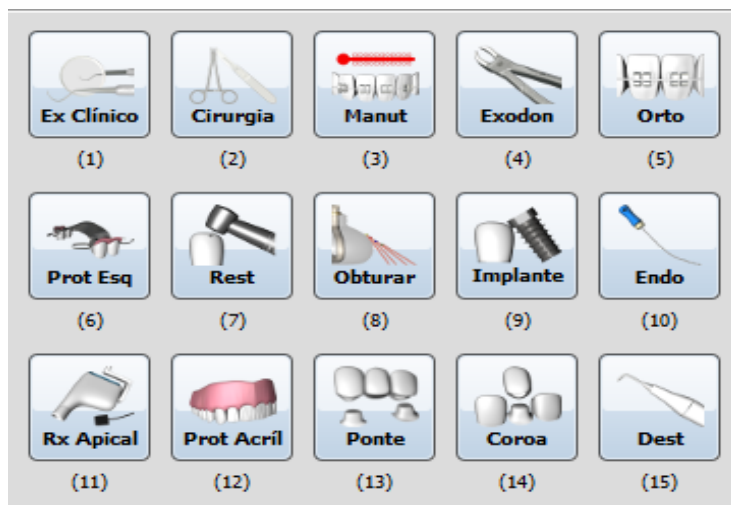 Ex Clínico Cirurgia Manut Exodon Orto
(1) (2) (3) (4) (5)
Prot Esq Rest Obturar Implante Endo
(6) (7) (8) (9) (10)
Rx Apical Prot Acríl Ponte Coroa Dest
(11) (12) (13) (14) (15)